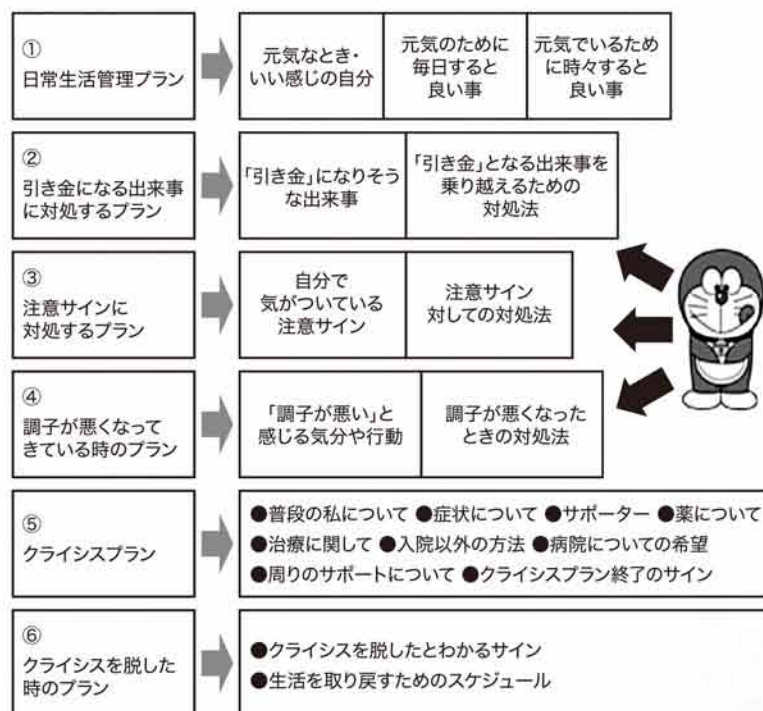 ①
日常生活管理プラン
元気なとき・
いい感じの自分
元気のために
毎日すると
良い事
元気でいるため
に時々すると
良い事
②
引き金になる出来事
に対処するプラン
「引き金」になりそう
な出来事
「引き金」となる出来事を
乗り越えるための
対処法
③
注意サインに
対処するプラン
自分で
気がついている
注意サイン
注意サイン
対しての対処法
④
調子が悪くなって
きている時のプラン
「調子が悪い」と
感じる気分や行動
調子が悪くなった
ときの対処法
⑤
クライシスプラン
●普段の私について ●症状について ●サポーター ●薬について
●治療に関して ●入院以外の方法 ●病院についての希望
●周りのサポートについて ●クライシスプラン終了のサイン
⑥
クライシスを脱した
時のプラン
●クライシスを脱したとわかるサイン
●生活を取り戻すためのスケジュール